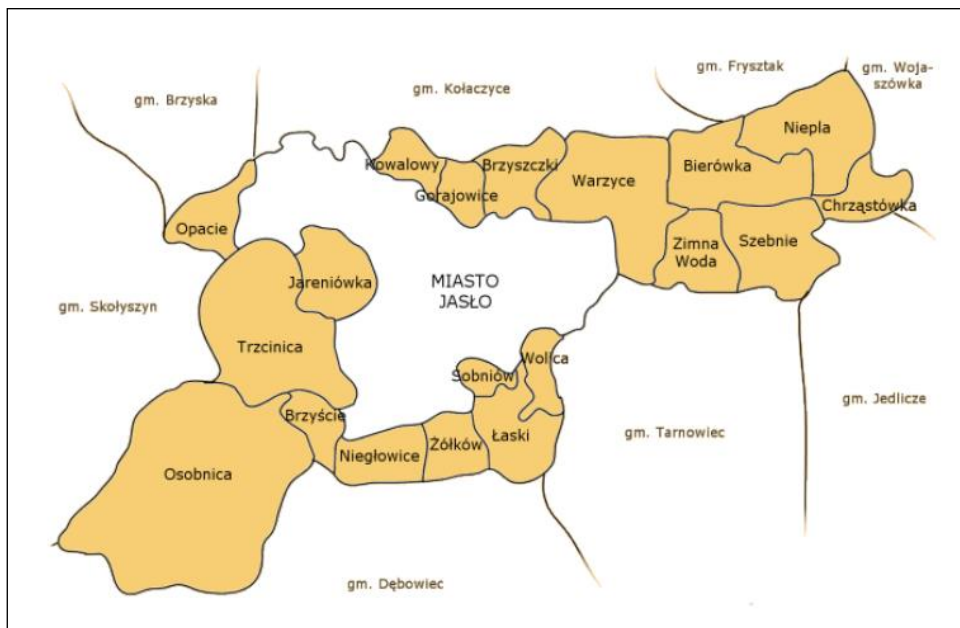 gm. Frysztak
gm. Woja-
szówka
gm. Brzyska
gm. Kołaczyce
Niepla
Kowalowy
Brzyszczki
Bierówka
Warzyce
Gorajowice
Chrząstówka
Opacie
Zimna
Woda
Szebnie
Jareniówka
MIASTO
JASŁO
gm. Skołyszyn
Trzcinica
Wolica
Sobniów
gm. Jedlicze
Brzyście
gm. Tarnowiec
Łaski
Żółków
Niegłowice
Osobnica
gm. Dębowiec